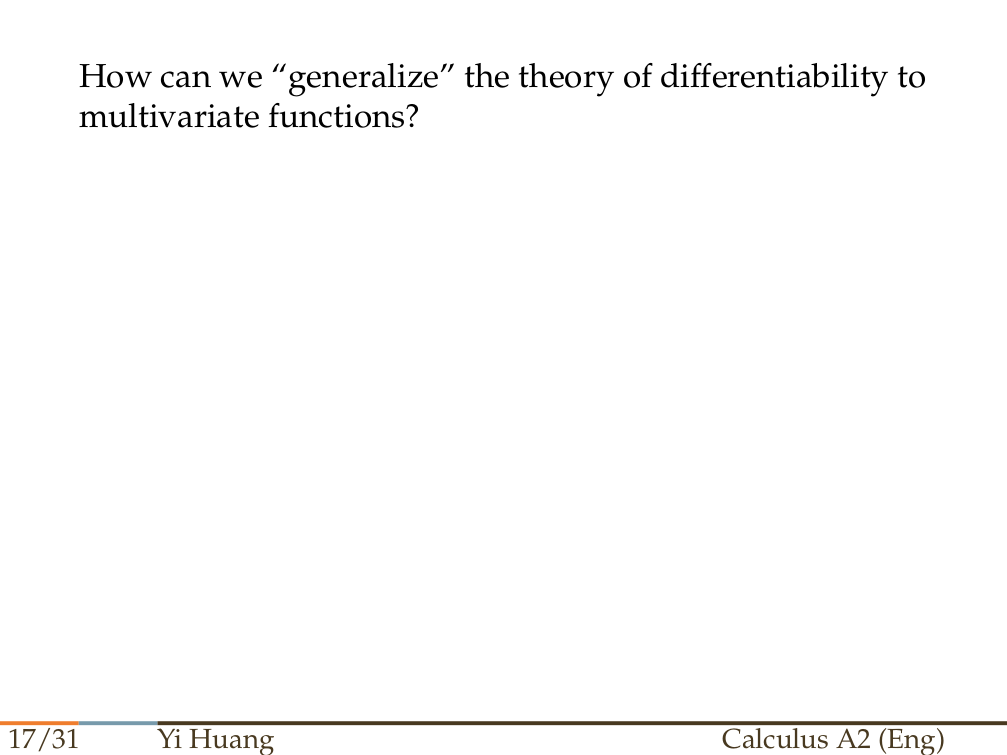 How can we “generalize” the theory of differentiability to
multivariate functions?
17/31 Yi Huang Calculus A2 (Eng)